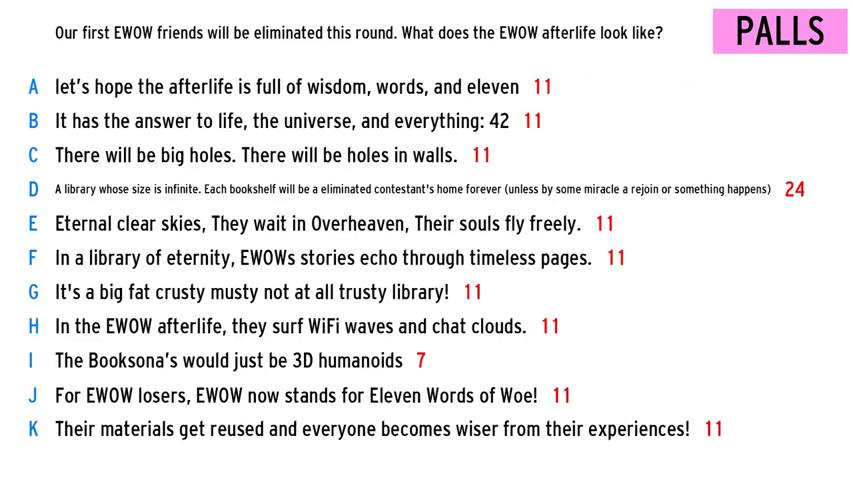 Our first EWOW friends will be eliminated this round. What does the EWOW afterlife look like?
PALLS
A let's hope the afterlife is full of wisdom, words, and eleven 11
B It has the answer to life, the universe, and everything: 42 11
C There will be big holes. There will be holes in walls. 11
D A library whose size is infinite. Each bookshelf will be a eliminated contestant's home forever (unless by some miracle a rejoin or something happens) 24
E Eternal clear skies, They wait in Overheaven, Their souls fly freely. 11
F In a library of eternity, EWOWs stories echo through timeless pages. 11
G It's a big fat crusty musty not at all trusty library! 11
H In the EWOW afterlife, they surf WiFi waves and chat clouds. 11
I The Booksona's would just be 3D humanoids 7
J For EWOW losers, EWOW now stands for Eleven Words of Woe! 11
K Their materials get reused and everyone becomes wiser from their experiences! 11